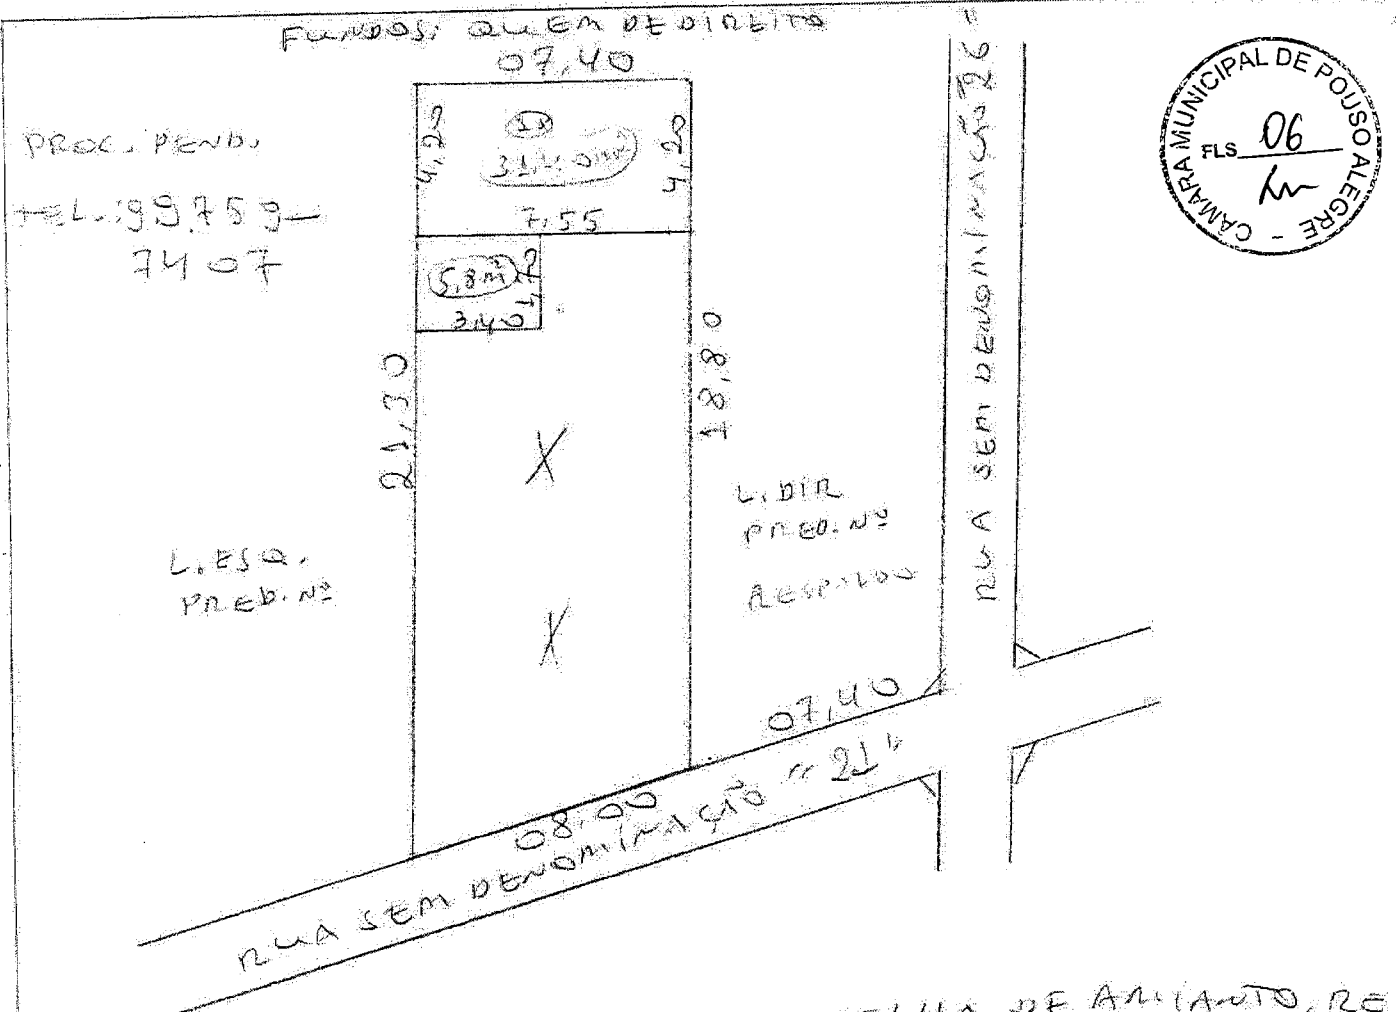 FUNDOS: QUEM DE DIREITO
07,40
PROC. PEND.
TEL.: 99759-
7407
4,20
4,20
7,55
5,8m²
3,40
21,30
18,80
X
X
L. ESQ.
PRED. Nº
L. DIR
PRED. Nº
07,40
08.00
RUA SEM DENOMINAÇÃO "21"
RUA SEM DENOMINAÇÃO "26"
CÂMARA MUNICIPAL DE POUSO ALEGRE -
FLS 06
DE AMIANTO, RE